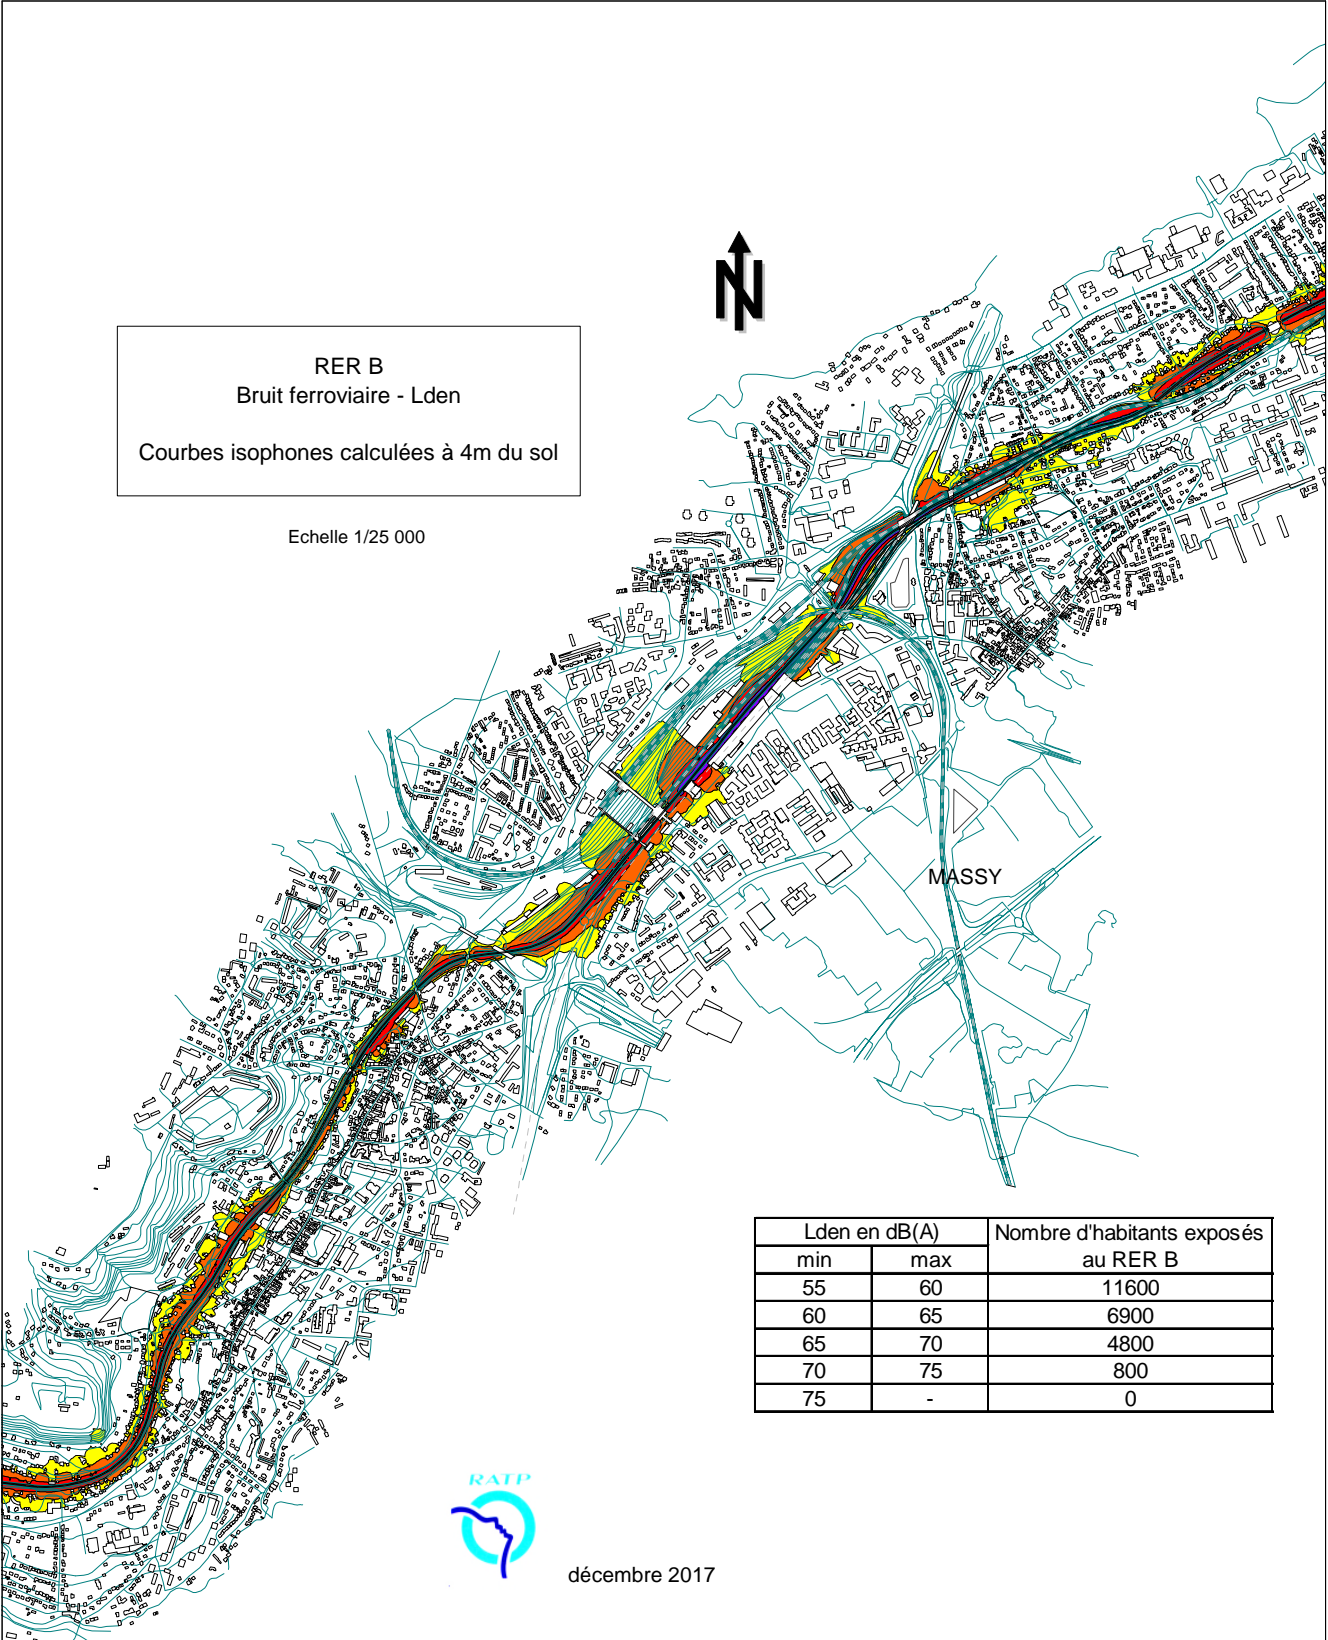 N
RER B
Bruit ferroviaire - Lden
Courbes isophones calculées à 4m du sol
Echelle 1/25 000
MASSY
Lden en dB(A) Nombre d'habitants exposés
min max au RER B
55 60 11600
60 65 6900
65 70 4800
70 75 800
75 - 0
RATP
décembre 2017